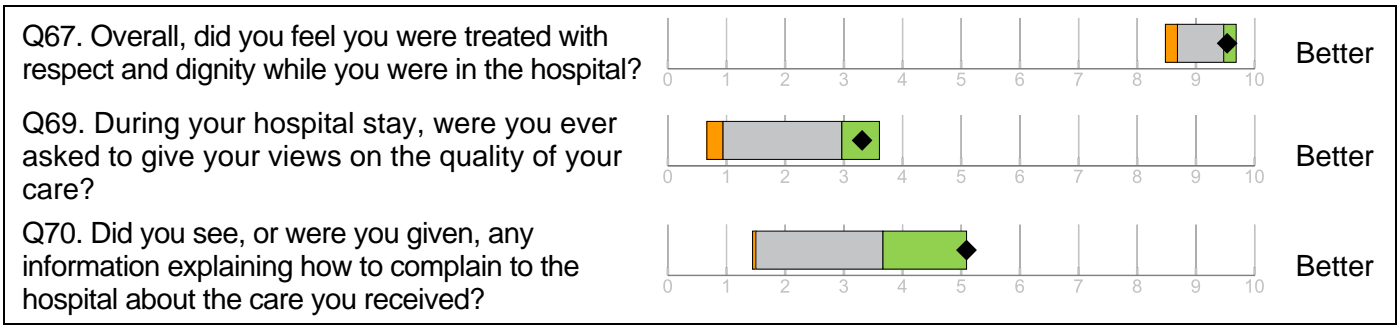 Q67. Overall, did you feel you were treated with
respect and dignity while you were in the hospital?
0 1 2 3 4 5 6 7 8 9 10
Better
Q69. During your hospital stay, were you ever
asked to give your views on the quality of your
care?
0 1 2 3 4 5 6 7 8 9 10
Better
Q70. Did you see, or were you given, any
information explaining how to complain to the
hospital about the care you received?
0 1 2 3 4 5 6 7 8 9 10
Better